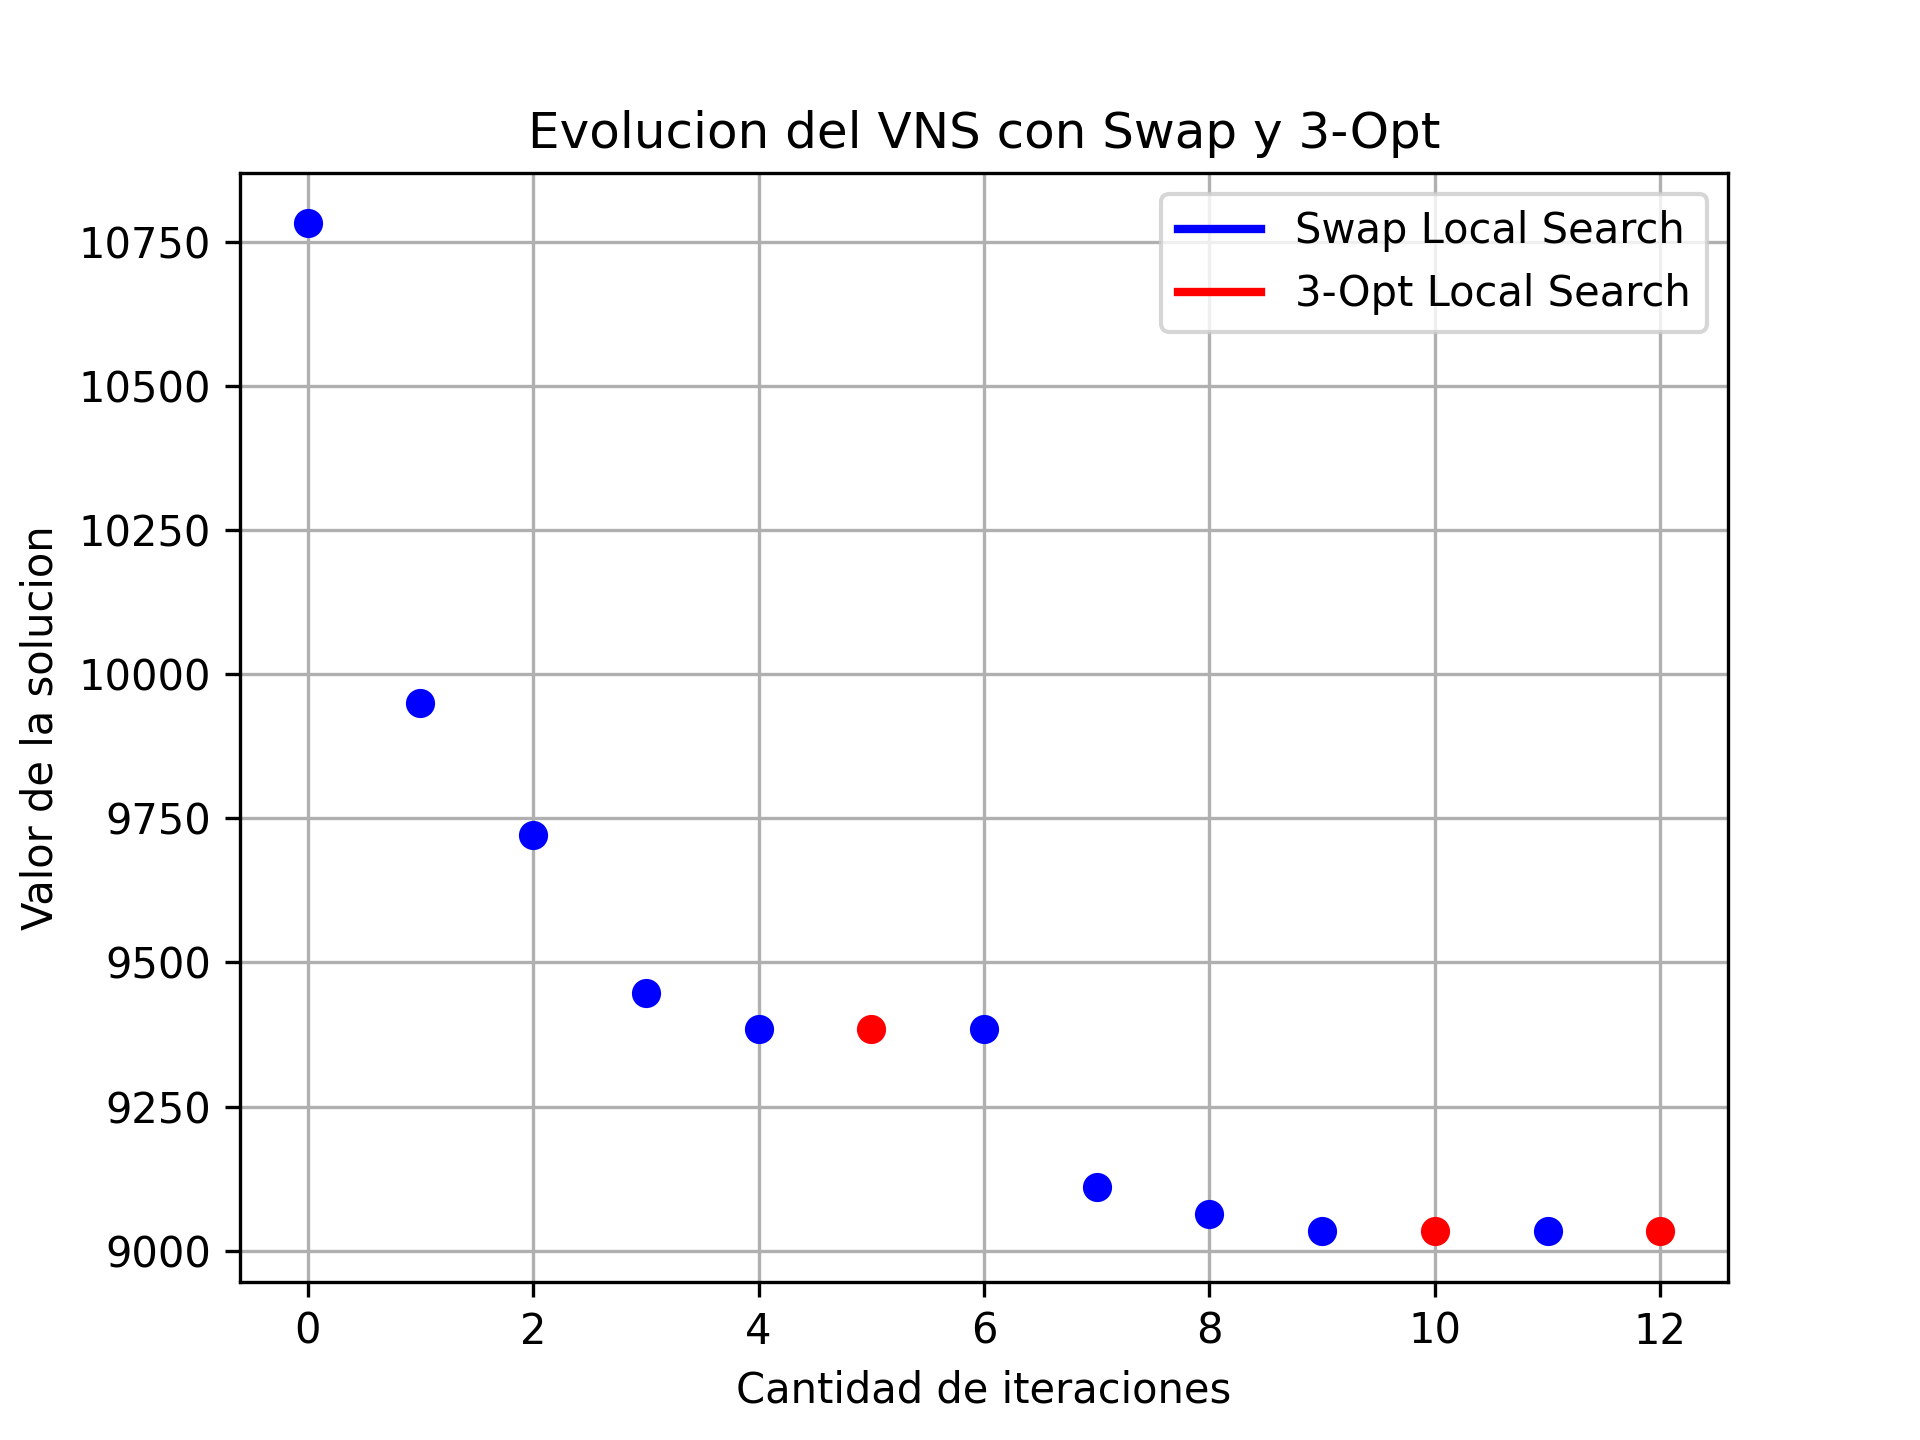 Evolucion del VNS con Swap y 3-Opt
Swap Local Search
3-Opt Local Search
Valor de la solucion
10750
10500
10250
10000
9750
9500
9250
9000
0 2 4 6 8 10 12
Cantidad de iteraciones